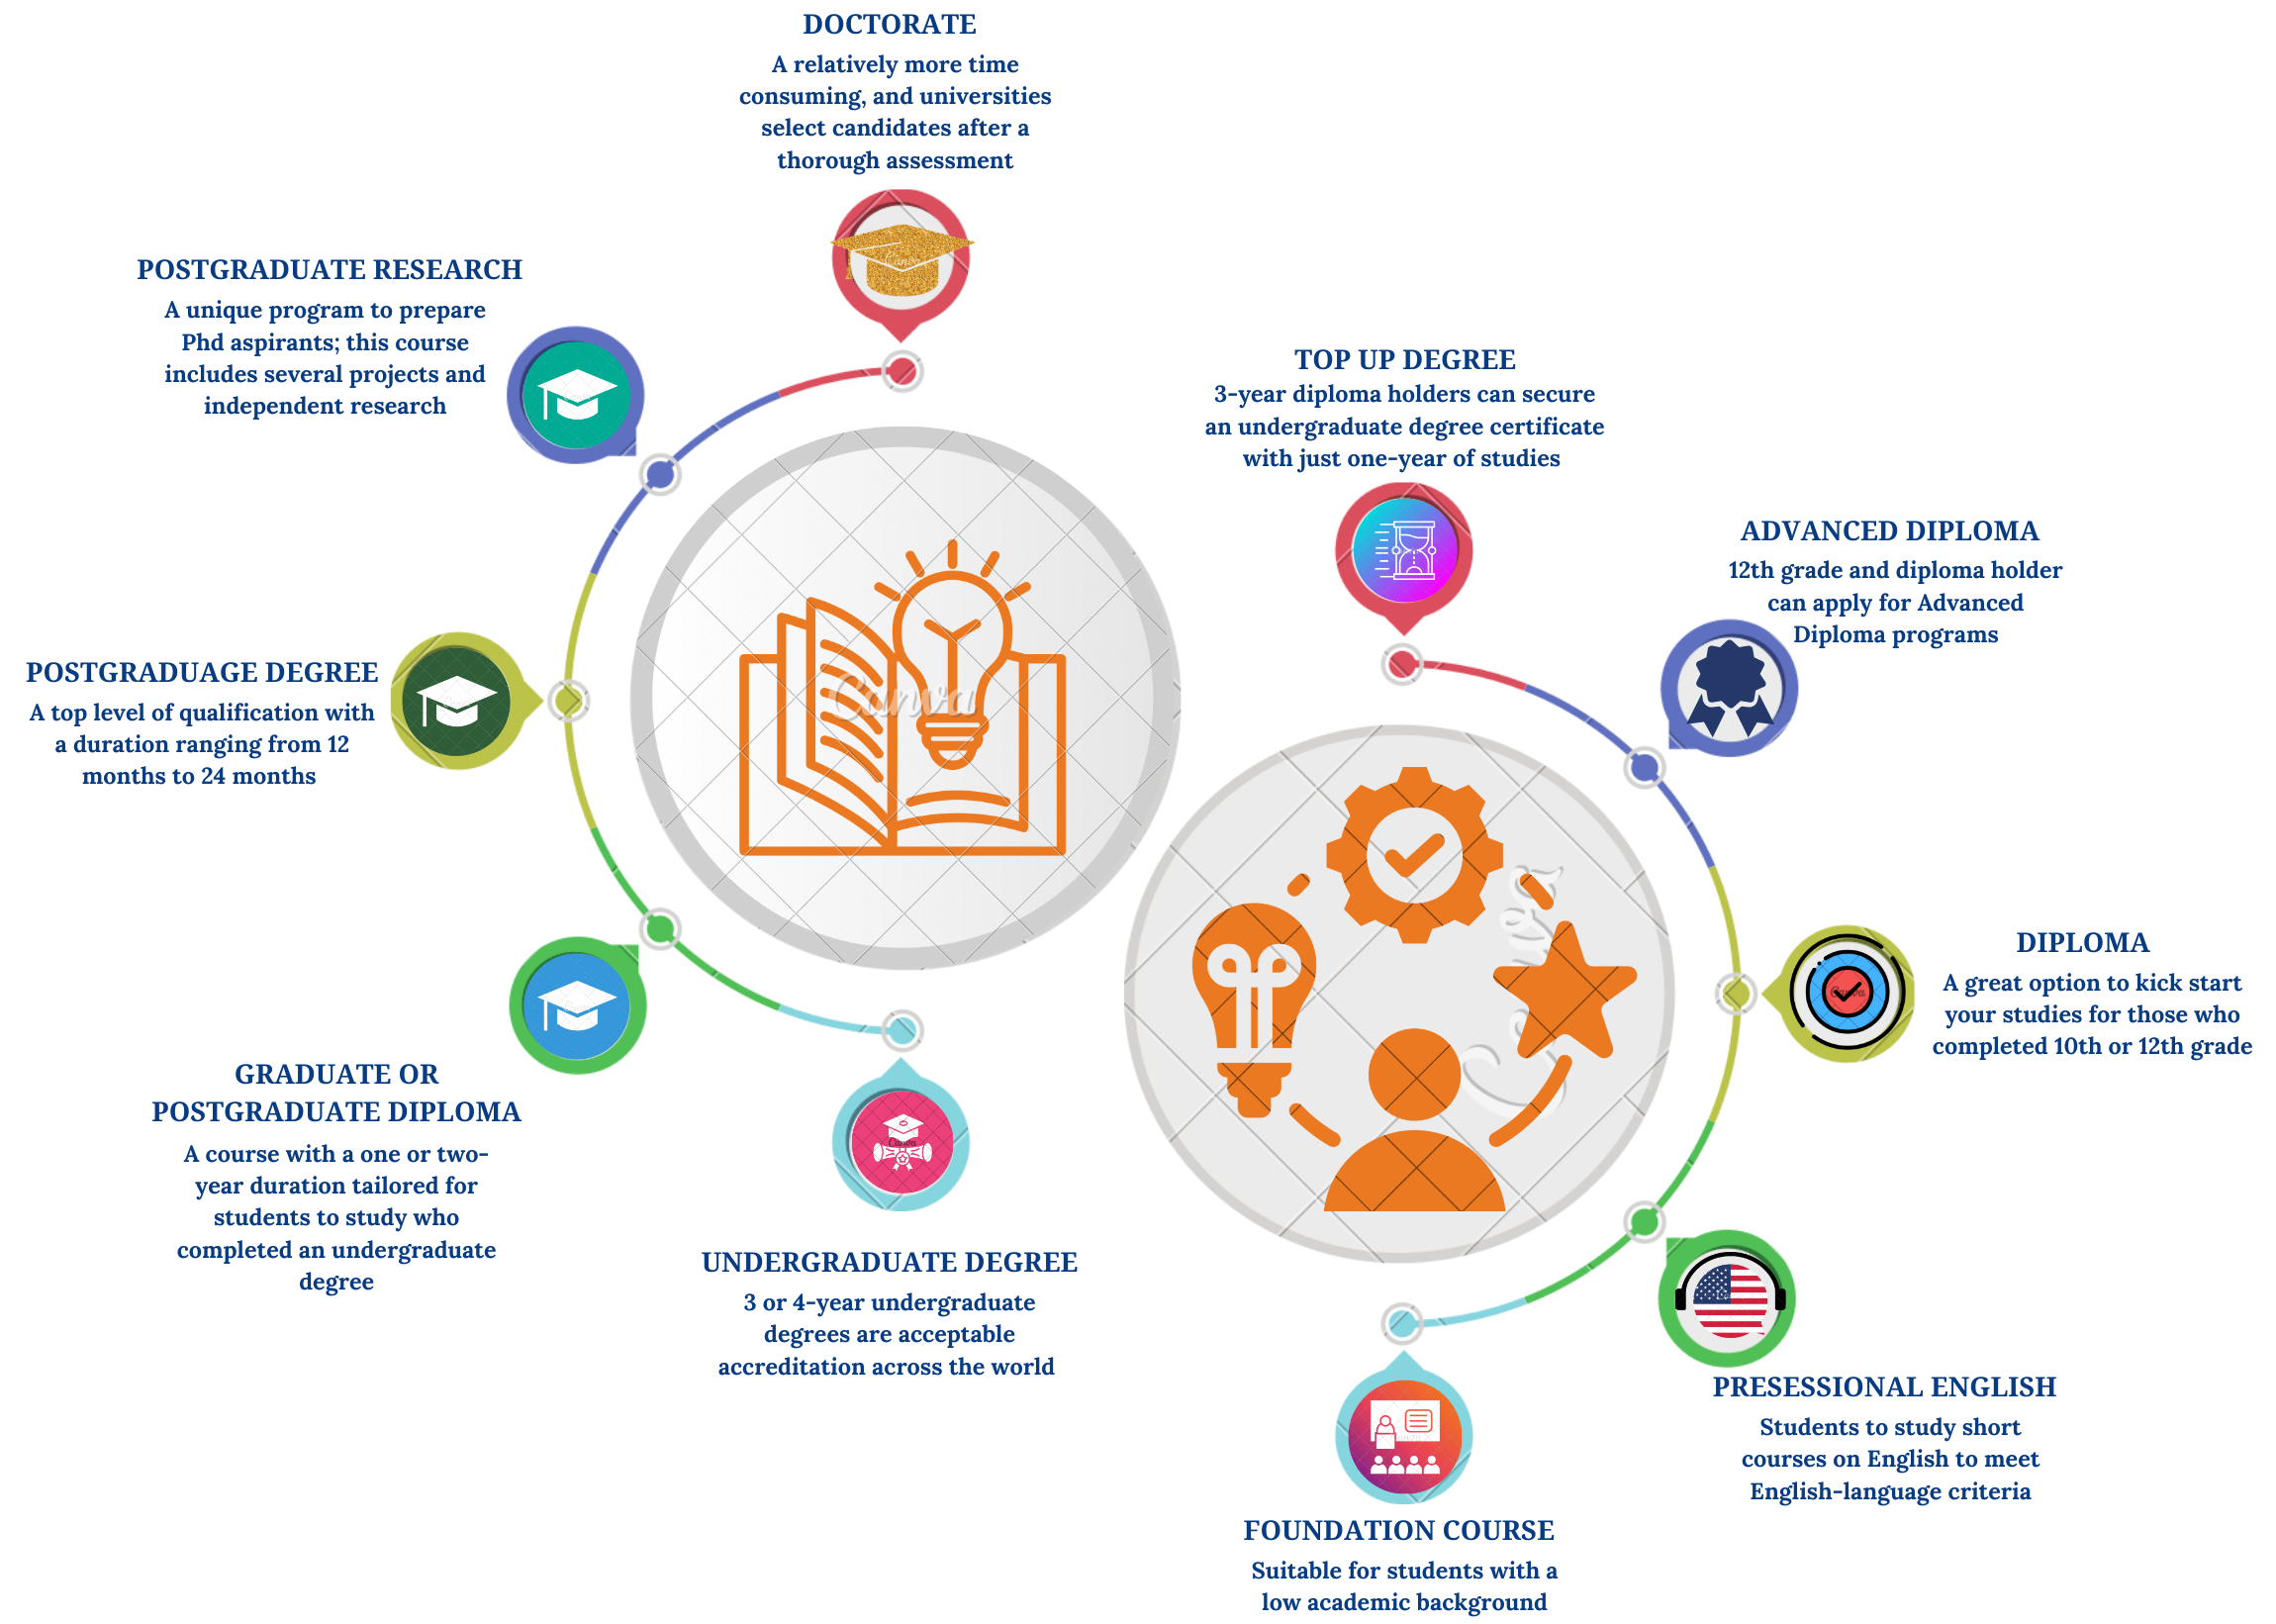 DOCTORATE
A relatively more time
consuming, and universities
select candidates after a
thorough assessment
POSTGRADUATE RESEARCH
A unique program to prepare
Phd aspirants; this course
includes several projects and
independent research
POSTGRADUAGE DEGREE
A top level of qualification with
a duration ranging from 12
months to 24 months
GRADUATE OR
POSTGRADUATE DIPLOMA
A course with a one or two-
year duration tailored for
students to study who
completed an undergraduate
degree
UNDERGRADUATE DEGREE
3 or 4-year undergraduate
degrees are acceptable
accreditation across the world
Canva
TOP UP DEGREE
3-year diploma holders can secure
an undergraduate degree certificate
with just one-year of studies
ADVANCED DIPLOMA
12th grade and diploma holder
can apply for Advanced
Diploma programs
DIPLOMA
A great option to kick start
your studies for those who
completed 10th or 12th grade
PRESESSIONAL ENGLISH
Students to study short
courses on English to meet
English-language criteria
FOUNDATION COURSE
Suitable for students with a
low academic background
Canva